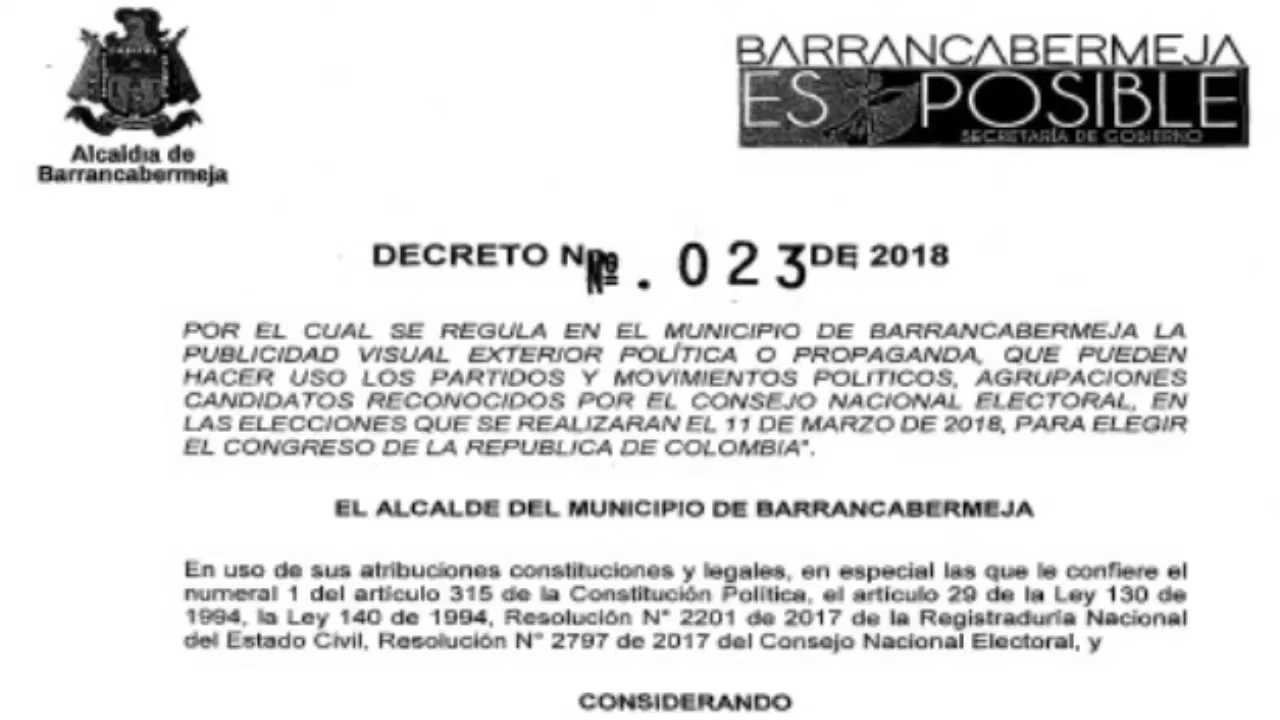 Alcaldia de
Barrancabermeja
BARRANCABERMEJA
ES POSIBLE
SECRETARÍA DE GOBIERNO
DECRETO Nº. 023 DE 2018
POR EL CUAL SE REGULA EN EL MUNICIPIO DE BARRANCABERMEJA LA
PUBLICIDAD VISUAL EXTERIOR POLÍTICA O PROPAGANDA, QUE PUEDEN
HACER USO LOS PARTIDOS Y MOVIMIENTOS POLITICOS, AGRUPACIONES
CANDIDATOS RECONOCIDOS POR EL CONSEJO NACIONAL ELECTORAL, EN
LAS ELECCIONES QUE SE REALIZARAN EL 11 DE MARZO DE 2018, PARA ELEGIR
EL CONGRESO DE LA REPUBLICA DE COLOMBIA".
EL ALCALDE DEL MUNICIPIO DE BARRANCABERMEJA
En uso de sus atribuciones constituciones y legales, en especial las que le confiere el
numeral 1 del artículo 315 de la Constitución Política, el artículo 29 de la Ley 130 de
1994, la Ley 140 de 1994, Resolución N° 2201 de 2017 de la Registraduría Nacional
del Estado Civil, Resolución N° 2797 de 2017 del Consejo Nacional Electoral, y
CONSIDERANDO